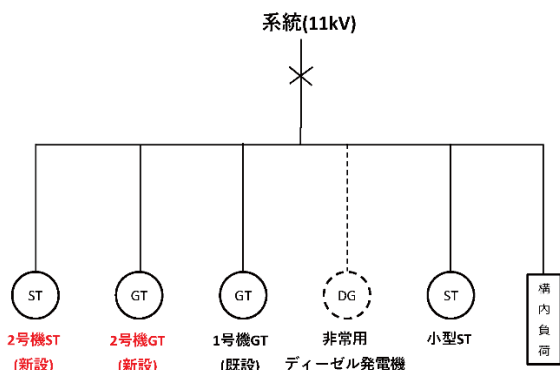 系統(11kV)
ST
GT
GT
DG
ST
横内負荷
2号機ST
(新設)
2号機GT
(新設)
1号機GT
(既設)
非常用
ディーゼル発電機
小型ST